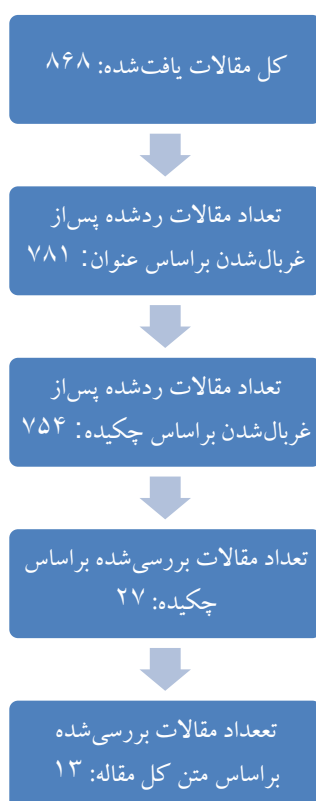 کل مقالات یافت‌شده: ۸۶۸
تعداد مقالات ردشده پس‌از
غربال‌شدن براساس عنوان: ۷۸۱
تعداد مقالات ردشده پس‌از
غربال‌شدن براساس چکیده: ۷۵۴
تعداد مقالات بررسی‌شده براساس
چکیده: ۲۷
تععداد مقالات بررسی‌شده
براساس متن کل مقاله: ۱۳